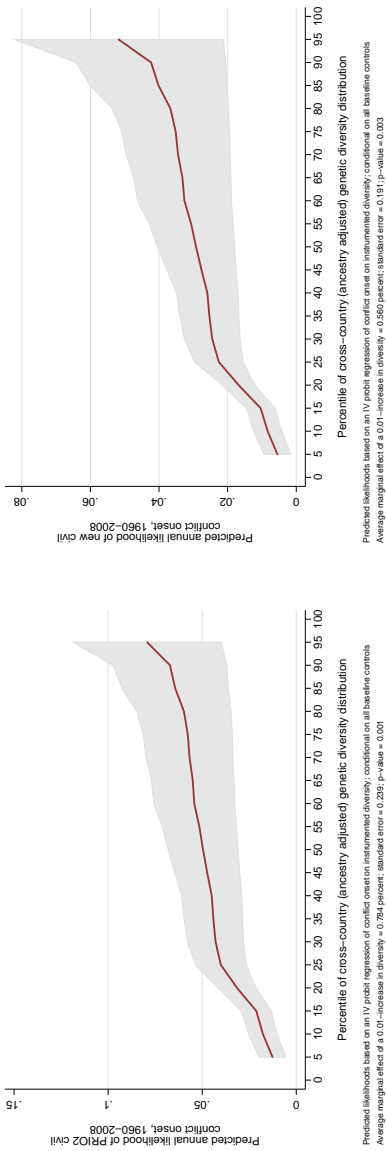 Predicted annual likelihood of PRIO2 civil
conflict onset, 1960–2008
.15
.1
.05
0
0 5 10 15 20 25 30 35 40 45 50 55 60 65 70 75 80 85 90 95 100
Percentile of cross−country (ancestry adjusted) genetic diversity distribution
Predicted likelihoods based on an IV probit regression of conflict onset on instrumented diversity; conditional on all baseline controls
Average marginal effect of a 0.01−increase in diversity = 0.784 percent; standard error = 0.239; p−value = 0.001
Predicted annual likelihood of new civil
conflict onset, 1960–2008
.08
.06
.04
.02
0
0 5 10 15 20 25 30 35 40 45 50 55 60 65 70 75 80 85 90 95 100
Percentile of cross−country (ancestry adjusted) genetic diversity distribution
Predicted likelihoods based on an IV probit regression of conflict onset on instrumented diversity; conditional on all baseline controls
Average marginal effect of a 0.01−increase in diversity = 0.560 percent; standard error = 0.191; p−value = 0.003